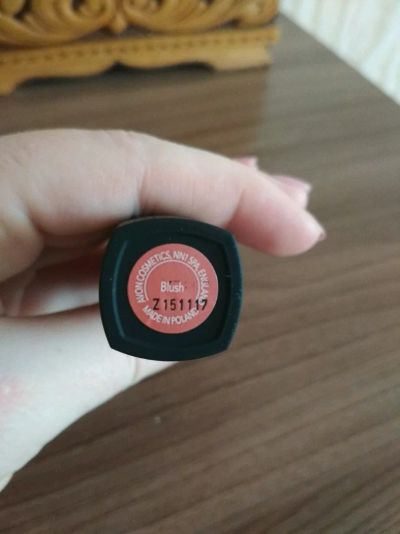 AVON COSMETICS, NN1 5PA, ENGLAND
Blush
Z151117
MADE IN POLAND